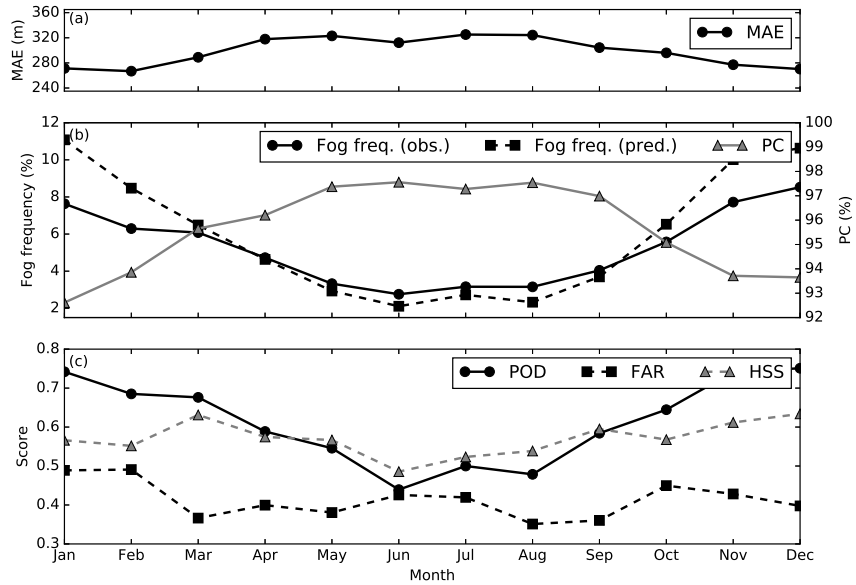 360
(a)
MAE
320
280
240
MAE (m)
12
(b)
Fog freq. (obs.) Fog freq. (pred.) PC
10
8
6
4
2
Fog frequency (%)
100
99
98
97
96
95
94
93
92
PC (%)
0.8
(c)
POD FAR HSS
0.7
0.6
0.5
0.4
0.3
Score
Jan Feb Mar Apr May Jun Jul Aug Sep Oct Nov Dec
Month